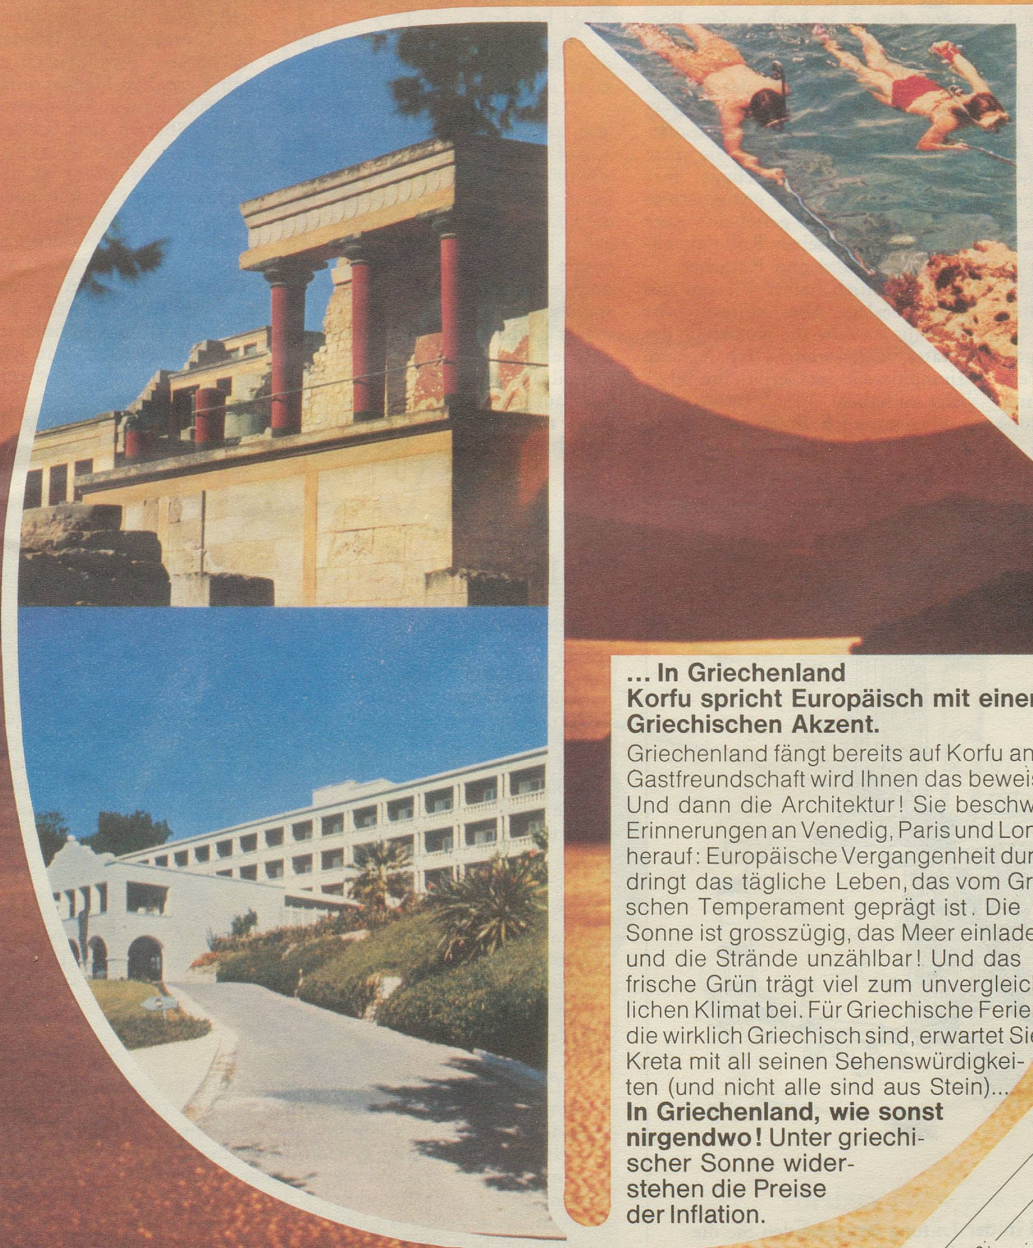 ... In Griechenland
Korfu spricht Europäisch mit einem
Griechischen Akzent.
Griechenland fängt bereits auf Korfu an
Gastfreundschaft wird Ihnen das beweis
Und dann die Architektur! Sie beschw
Erinnerungen an Venedig, Paris und Lon
herauf: Europäische Vergangenheit dur
dringt das tägliche Leben, das vom Gr
schen Temperament geprägt ist. Die
Sonne ist grosszügig, das Meer einlade
und die Strände unzählbar! Und das
frische Grün trägt viel zum unvergleich
lichen Klimat bei. Für Griechische Ferie
die wirklich Griechisch sind, erwartet Sie
Kreta mit all seinen Sehenswürdigkei-
ten (und nicht alle sind aus Stein)...
In Griechenland, wie sonst
nirgendwo! Unter griechi-
scher Sonne wider-
stehen die Preise
der Inflation.